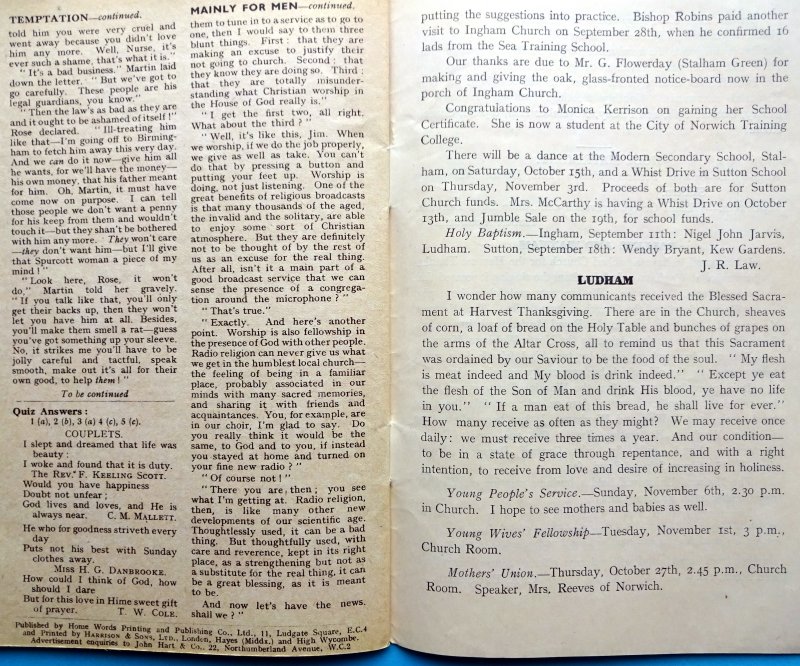 TEMPTATION—continued.
told him you were very cruel and
went away because you didn't love
him any more. Well, Nurse, it's
ever such a shame, that's what it is."
"It's a bad business." Martin laid
down the letter. "But we've got to
go carefully. These people are his
legal guardians, you know."
"Then the law's as bad as they are
and it ought to be ashamed of itself!"
Rose declared. "Ill-treating him
like that—I'm going off to Birming-
ham to fetch him away this very day.
And we can do it now—give him all
he wants, for we'll have the money—
his own money, that his father meant
for him. Oh, Martin, it must have
come now on purpose. I can tell
those people we don't want a penny
for his keep from them and wouldn't
touch it—but they shan't be bothered
with him any more. They won't care
—they don't want him—but I'll give
that Spurcott woman a piece of my
mind!"
"Look here, Rose, it won't
do," Martin told her gravely.
"If you talk like that, you'll only
get their backs up, then they won't
let you have him at all. Besides,
you'll make them smell a rat—guess
you've got something up your sleeve.
No, it strikes me you'll have to be
jolly careful and tactful, speak
smooth, make out it's all for their
own good, to help them!"
To be continued
Quiz Answers:
1 (a), 2 (b), 3 (a) 4 (c), 5 (c).
COUPLETS.
I slept and dreamed that life was
beauty:
I woke and found that it is duty.
THE REV. F. KEELING SCOTT.
Would you have happiness
Doubt not unfear;
God lives and loves, and He is
always near. C. M. MALLETT.
He who for goodness striveth every
day
Puts not his best with Sunday
clothes away.
MISS H. G. DANBROOKE.
How could I think of God, how
should I dare
But for this love in Hime sweet gift
of prayer. T. W. COLE.
MAINLY FOR MEN—continued.
them to tune in to a service as to go to
one, then I would say to them three
blunt things. First: that they are
making an excuse to justify their
not going to church. Second: that
they know they are doing so. Third:
that they are totally misunder-
standing what Christian worship in
the House of God really is."
"I get the first two, all right.
What about the third?"
"Well, it's like this, Jim. When
we worship, if we do the job properly,
we give as well as take. You can't
do that by pressing a button and
putting your feet up. Worship is
doing, not just listening. One of the
great benefits of religious broadcasts
is that many thousands of the aged,
the invalid and the solitary, are able
to enjoy some sort of Christian
atmosphere. But they are definitely
not to be thought of by the rest of
us as an excuse for the real thing.
After all, isn't it a main part of a
good broadcast service that we can
sense the presence of a congrega-
tion around the microphone?"
"That's true."
"Exactly. And here's another
point. Worship is also fellowship in
the presence of God with other people.
Radio religion can never give us what
we get in the humblest local church—
the feeling of being in a familiar
place, probably associated in our
minds with many sacred memories,
and sharing it with friends and
acquaintances. You, for example, are
in our choir, I'm glad to say. Do
you really think it would be the
same, to God and to you, if instead
you stayed at home and turned on
your fine new radio?"
"Of course not!"
"There you are, then; you see
what I'm getting at. Radio religion,
then, is like many other new
developments of our scientific age.
Thoughtlessly used, it can be a bad
thing. But thoughtfully used, with
care and reverence, kept in its right
place, as a strengthening but not as
a substitute for the real thing, it can
be a great blessing, as it is meant
to be.
And now let's have the news,
shall we?"
Published by Home Words Printing and Publishing Co., Ltd., 11, Ludgate Square, E.C.4
and Printed by HARRISON & SONS, LTD., London, Hayes (Middx.) and High Wycombe.
Advertisement enquiries to John Hart & Co., 22, Northumberland Avenue, W.C.2
putting the suggestions into practice. Bishop Robins paid another
visit to Ingham Church on September 28th, when he confirmed 16
lads from the Sea Training School.
Our thanks are due to Mr. G. Flowerday (Stalham Green) for
making and giving the oak, glass-fronted notice-board now in the
porch of Ingham Church.
Congratulations to Monica Kerrison on gaining her School
Certificate. She is now a student at the City of Norwich Training
College.
There will be a dance at the Modern Secondary School, Stal-
ham, on Saturday, October 15th, and a Whist Drive in Sutton School
on Thursday, November 3rd. Proceeds of both are for Sutton
Church funds. Mrs. McCarthy is having a Whist Drive on October
13th, and Jumble Sale on the 19th, for school funds.
Holy Baptism.—Ingham, September 11th: Nigel John Jarvis,
Ludham. Sutton, September 18th: Wendy Bryant, Kew Gardens.
J. R. LAW.
LUDHAM
I wonder how many communicants received the Blessed Sacra-
ment at Harvest Thanksgiving. There are in the Church, sheaves
of corn, a loaf of bread on the Holy Table and bunches of grapes on
the arms of the Altar Cross, all to remind us that this Sacrament
was ordained by our Saviour to be the food of the soul. "My flesh
is meat indeed and My blood is drink indeed." "Except ye eat
the flesh of the Son of Man and drink His blood, ye have no life
in you." "If a man eat of this bread, he shall live for ever."
How many receive as often as they might? We may receive once
daily: we must receive three times a year. And our condition—
to be in a state of grace through repentance, and with a right
intention, to receive from love and desire of increasing in holiness.
Young People's Service.—Sunday, November 6th, 2.30 p.m.
in Church. I hope to see mothers and babies as well.
Young Wives' Fellowship—Tuesday, November 1st, 3 p.m.,
Church Room.
Mothers' Union.—Thursday, October 27th, 2.45 p.m., Church
Room. Speaker, Mrs, Reeves of Norwich.